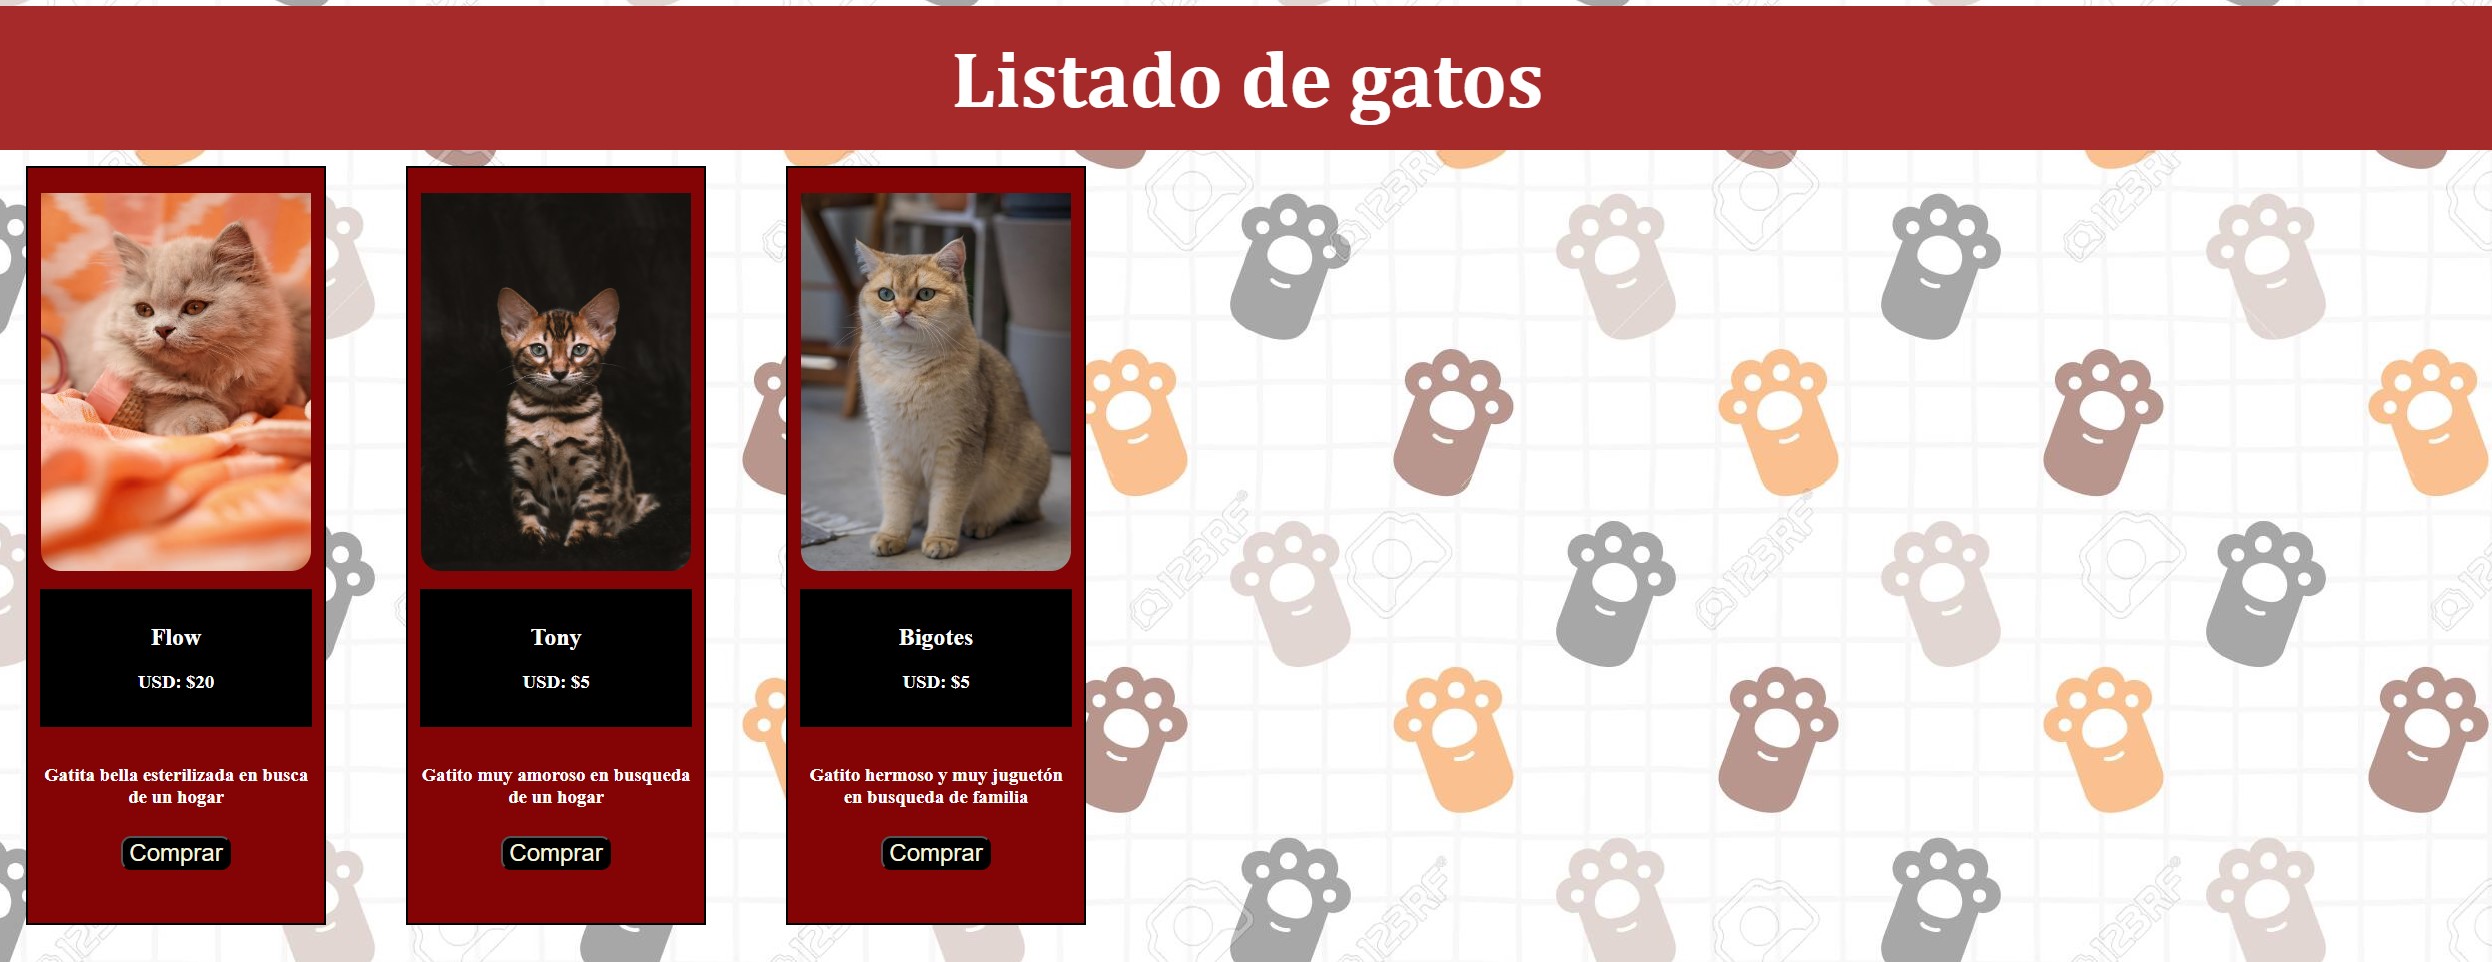 Listado de gatos
Flow
USD: $20
Gatita bella esterilizada en busca
de un hogar
Comprar
Tony
USD: $5
Gatito muy amoroso en busqueda
de un hogar
Comprar
Bigotes
USD: $5
Gatito hermoso y muy juguetón
en busqueda de familia
Comprar
123RF
123RF
123RF
123RF
123RF
123RF